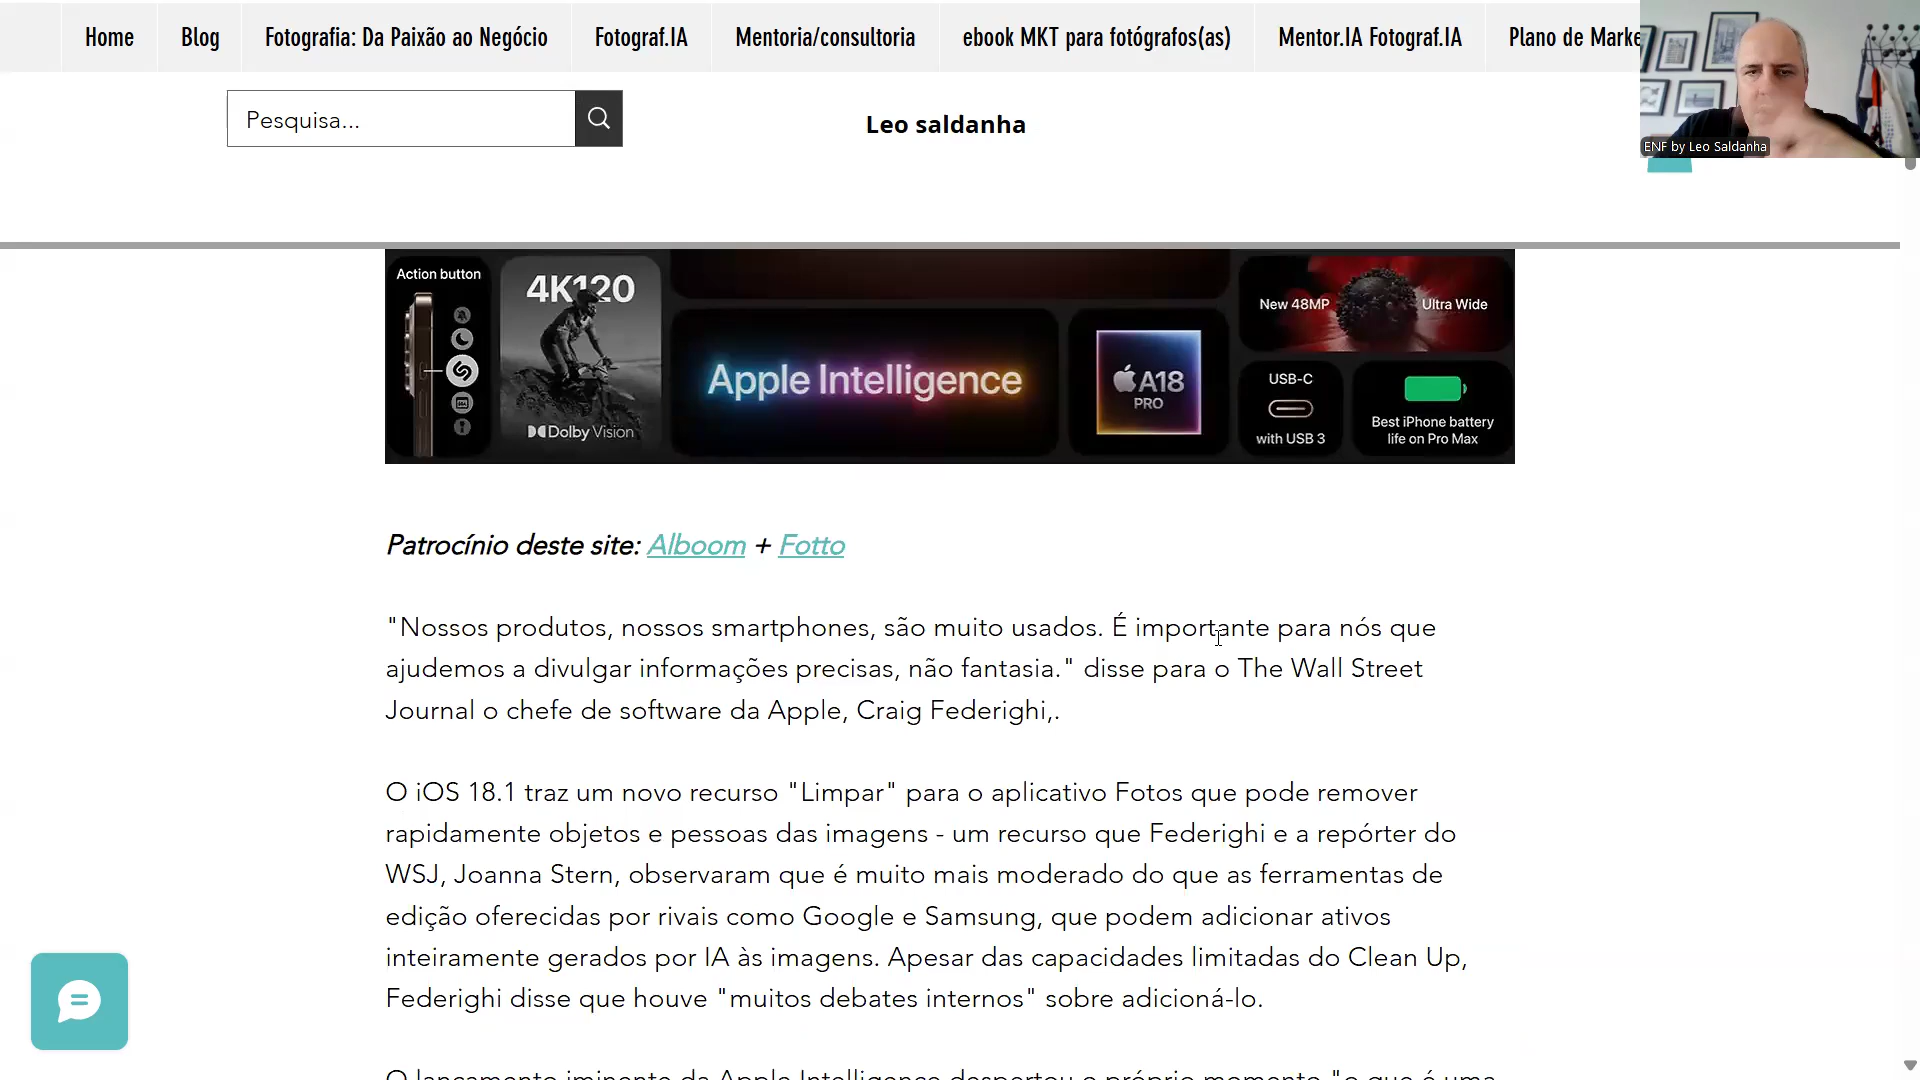 Home Blog Fotografia: Da Paixão ao Negócio Fotograf.IA Mentoria/consultoria ebook MKT para fotógrafos(as) Mentor.IA Fotograf.IA Plano de Marke
Pesquisa...
Leo saldanha
ENF by Leo Saldanha
Action button
4K120
Dolby Vision
Apple Intelligence
A18
PRO
New 48MP Ultra Wide
USB-C
with USB 3
Best iPhone battery
life on Pro Max
Patrocínio deste site: Alboom + Fotto
"Nossos produtos, nossos smartphones, são muito usados. É importante para nós que
ajudemos a divulgar informações precisas, não fantasia." disse para o The Wall Street
Journal o chefe de software da Apple, Craig Federighi,.
O iOS 18.1 traz um novo recurso "Limpar" para o aplicativo Fotos que pode remover
rapidamente objetos e pessoas das imagens - um recurso que Federighi e a repórter do
WSJ, Joanna Stern, observaram que é muito mais moderado do que as ferramentas de
edição oferecidas por rivais como Google e Samsung, que podem adicionar ativos
inteiramente gerados por IA às imagens. Apesar das capacidades limitadas do Clean Up,
Federighi disse que houve "muitos debates internos" sobre adicioná-lo.
O lançamento iminente da Apple Intelligence despertou o próprio momento "o que é uma